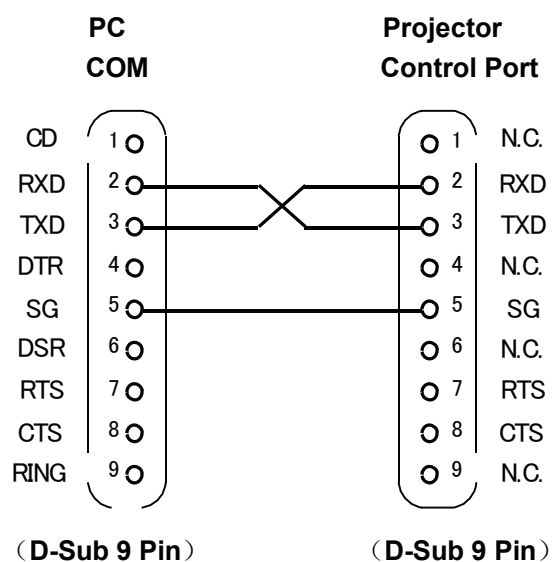 PC Projector
COM Control Port
CD 1 1 N.C.
RXD 2 2 RXD
TXD 3 3 TXD
DTR 4 4 N.C.
SG 5 5 SG
DSR 6 6 N.C.
RTS 7 7 RTS
CTS 8 8 CTS
RING 9 9 N.C.
（D-Sub 9 Pin） （D-Sub 9 Pin）